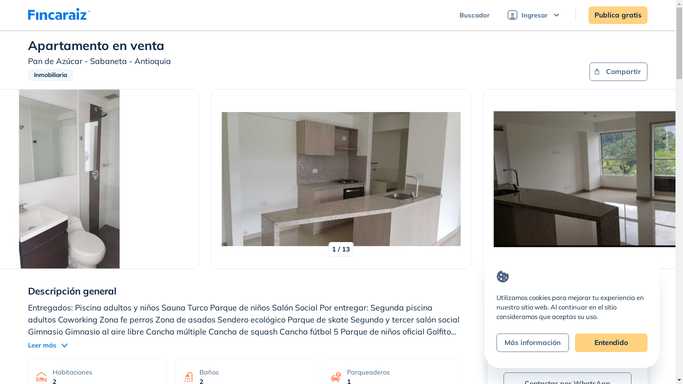 Fincaraiz
Buscador
Ingresar
Publica gratis
Apartamento en venta
Pan de Azúcar - Sabaneta - Antioquia
Inmobiliaria
Compartir
1 / 13
Descripción general
Entregados: Piscina adultos y niños Sauna Turco Parque de niños Salón Social Por entregar: Segunda piscina
adultos Coworking Zona fe perros Zona de asados Sendero ecológico Parque de skate Segundo y tercer salón social
Gimnasio Gimnasio al aire libre Cancha múltiple Cancha de squash Cancha fútbol 5 Parque de niños oficial Golfito...
Leer más
Habitaciones
2
Baños
2
Parqueaderos
1
Utilizamos cookies para mejorar tu experiencia en
nuestro sitio web. Al continuar en el sitio
consideramos que aceptas su uso.
Más información
Entendido
Contactar por WhatsApp